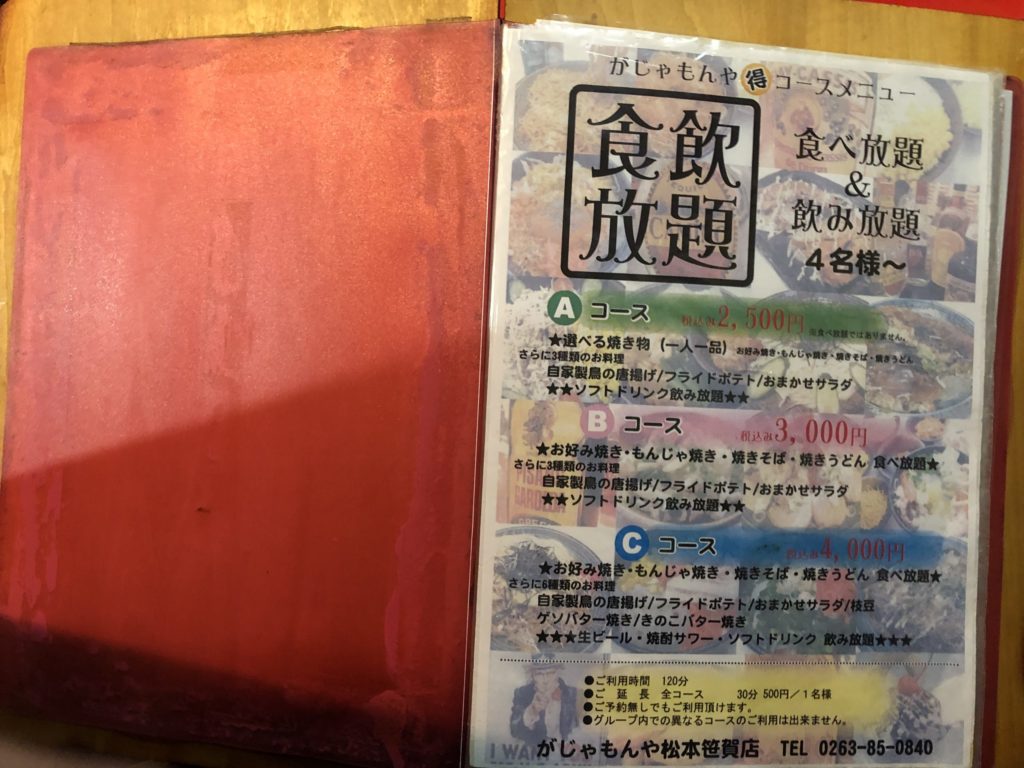 がじゃもんや得コースメニュー
食飲
放題
食べ放題
&
飲み放題
4名様～
A コース 税込み2,500円 ※食べ放題ではありません。
★選べる焼き物（一人一品） お好み焼き・もんじゃ焼き・焼きそば・焼きうどん
さらに3種類のお料理
自家製鳥の唐揚げ/フライドポテト/おまかせサラダ
★★ソフトドリンク飲み放題★★
B コース 税込み3,000円
★お好み焼き・もんじゃ焼き・焼きそば・焼きうどん 食べ放題★
さらに3種類のお料理
自家製鳥の唐揚げ/フライドポテト/おまかせサラダ
★★ソフトドリンク飲み放題★★
C コース 税込み4,000円
★お好み焼き・もんじゃ焼き・焼きそば・焼きうどん 食べ放題★
さらに6種類のお料理
自家製鳥の唐揚げ/フライドポテト/おまかせサラダ/枝豆
ゲソバター焼き/きのこバター焼き
★★★生ビール・焼酎サワー・ソフトドリンク 飲み放題★★★
●ご利用時間 120分
●ご延長 全コース 30分 500円／1名様
●ご予約無しでもご利用頂けます。
●グループ内での異なるコースのご利用は出来ません。
I WAN
がじゃもんや松本笹賀店 TEL 0263-85-0840